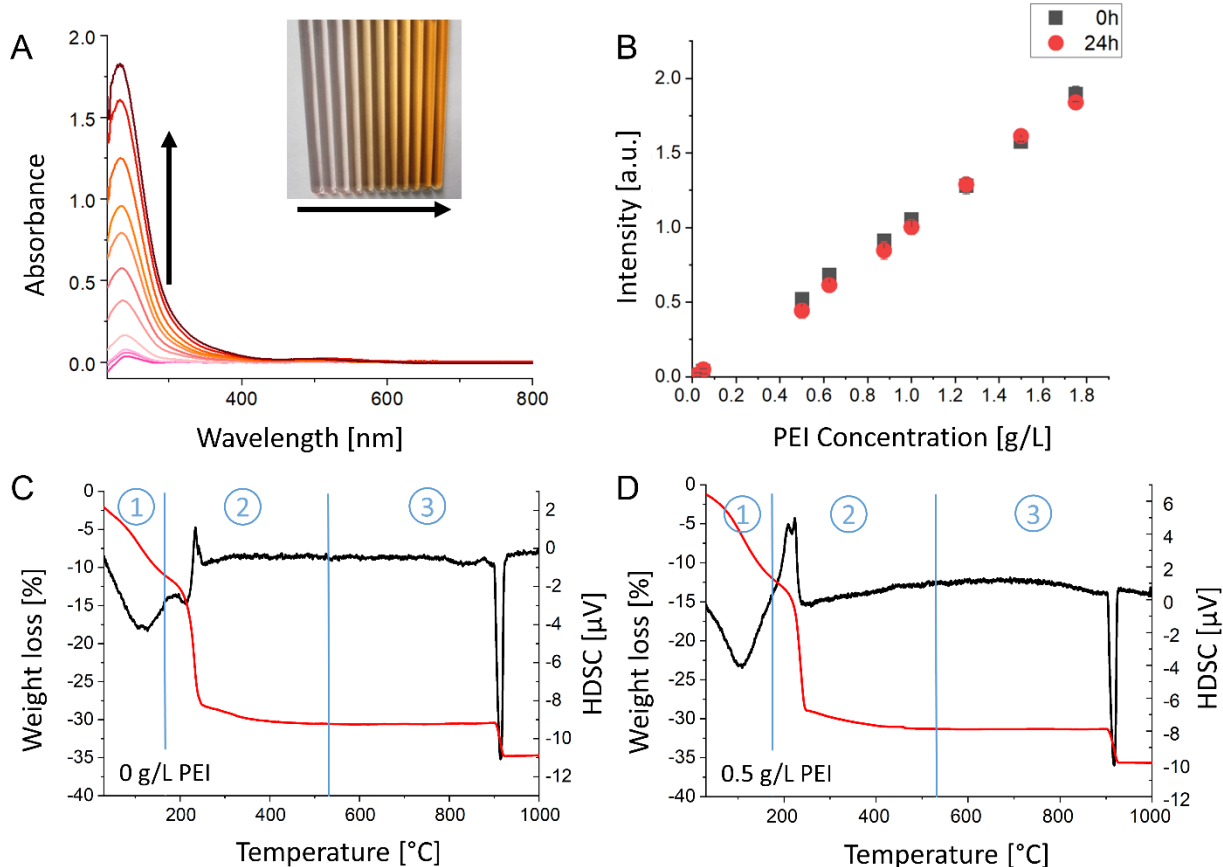 A
2.0
1.5
1.0
0.5
0.0
Absorbance
400
600
800
Wavelength [nm]
B
0h
24h
2.0
1.5
1.0
0.5
0.0
Intensity [a.u.]
0.0 0.2 0.4 0.6 0.8 1.0 1.2 1.4 1.6 1.8
PEI Concentration [g/L]
C
0
-5
-10
-15
-20
-25
-30
-35
-40
Weight loss [%]
1
2
3
0 g/L PEI
2
0
-2
-4
-6
-8
-10
-11
HDSC [µV]
200 400 600 800 1000
Temperature [°C]
D
0
-5
-10
-15
-20
-25
-30
-35
-40
Weight loss [%]
1
2
3
0.5 g/L PEI
6
4
2
0
-2
-4
-6
-8
-10
-12
HDSC [µV]
200 400 600 800 1000
Temperature [°C]